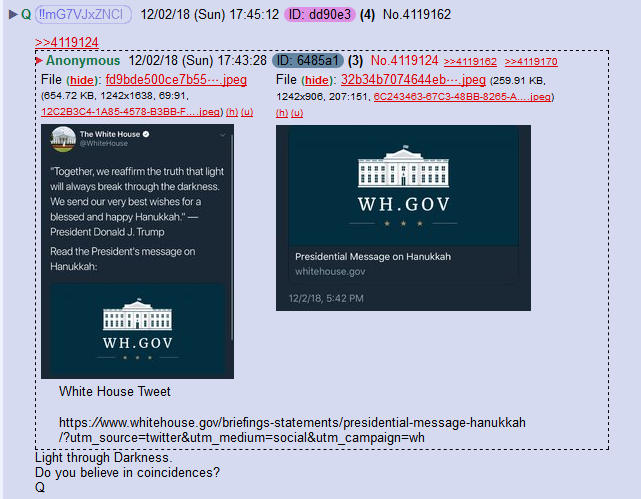 Q !!mG7VJxZNCI 12/02/18 (Sun) 17:45:12 ID: dd90e3 (4) No.4119162
>>4119124
Anonymous 12/02/18 (Sun) 17:43:28 ID: 6485a1 (3) No.4119124 >>4119162 >>4119170
File (hide): fd9bde500ce7b55⋯.jpeg
(654.72 KB, 1242x1638, 69:91,
12C2B3C4-1A85-4578-B3BB-F....jpeg) (h) (u)
The White House
@WhiteHouse
"Together, we reaffirm the truth that light
will always break through the darkness.
We send our very best wishes for a
blessed and happy Hanukkah." —
President Donald J. Trump
Read the President's message on
Hanukkah:
WH.GOV
File (hide): 32b34b7074644eb⋯.jpeg (259.91 KB,
1242x906, 207:151, 6C243463-67C3-48BB-8265-A....jpeg)
(h) (u)
WH.GOV
Presidential Message on Hanukkah
whitehouse.gov
12/2/18, 5:42 PM
White House Tweet
https://www.whitehouse.gov/briefings-statements/presidential-message-hanukkah
/?utm_source=twitter&utm_medium=social&utm_campaign=wh
Light through Darkness.
Do you believe in coincidences?
Q